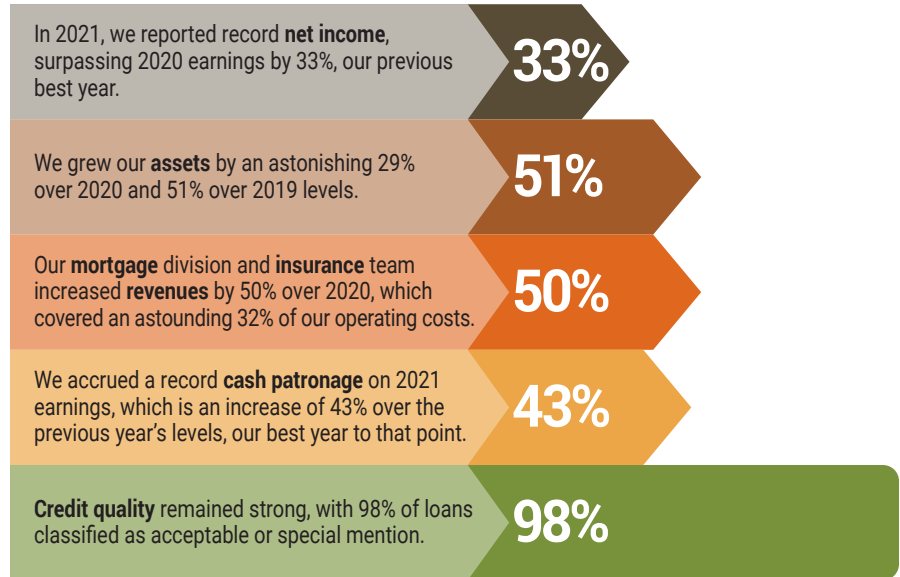 In 2021, we reported record net income,
surpassing 2020 earnings by 33%, our previous
best year.
33%
We grew our assets by an astonishing 29%
over 2020 and 51% over 2019 levels.
51%
Our mortgage division and insurance team
increased revenues by 50% over 2020, which
covered an astounding 32% of our operating costs.
50%
We accrued a record cash patronage on 2021
earnings, which is an increase of 43% over the
previous year’s levels, our best year to that point.
43%
Credit quality remained strong, with 98% of loans
classified as acceptable or special mention.
98%